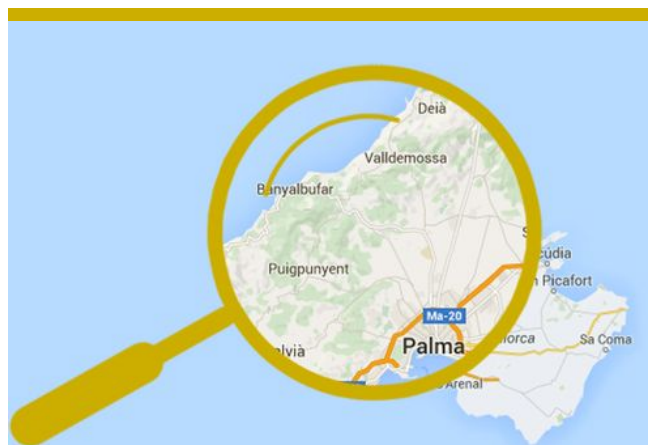 Deià
Valldemossa
Banyalbufar
Puigpunyent
Ma-20
Palma
n Picafort
Sa Coma
Arenal